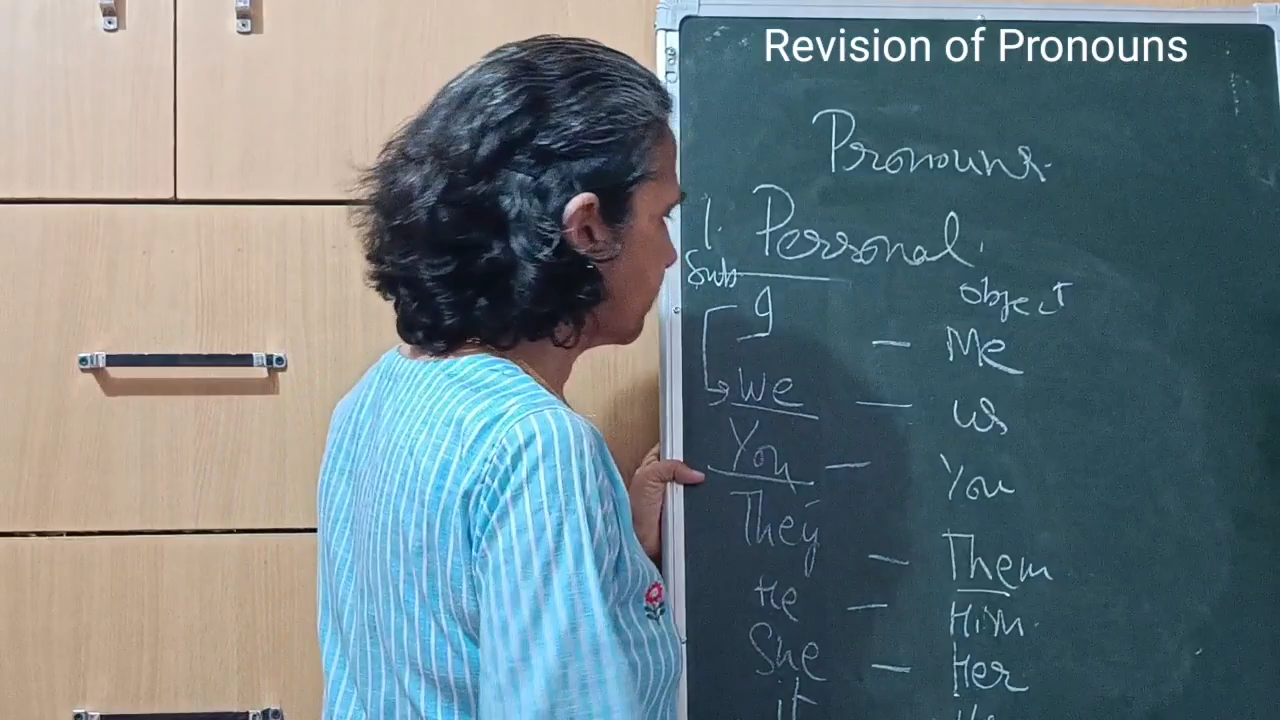 Revision of Pronouns
Pronouns.
1. Personal.
Sub object
I - Me
We - us
You - You
They - Them
He - Him.
She - Her
it